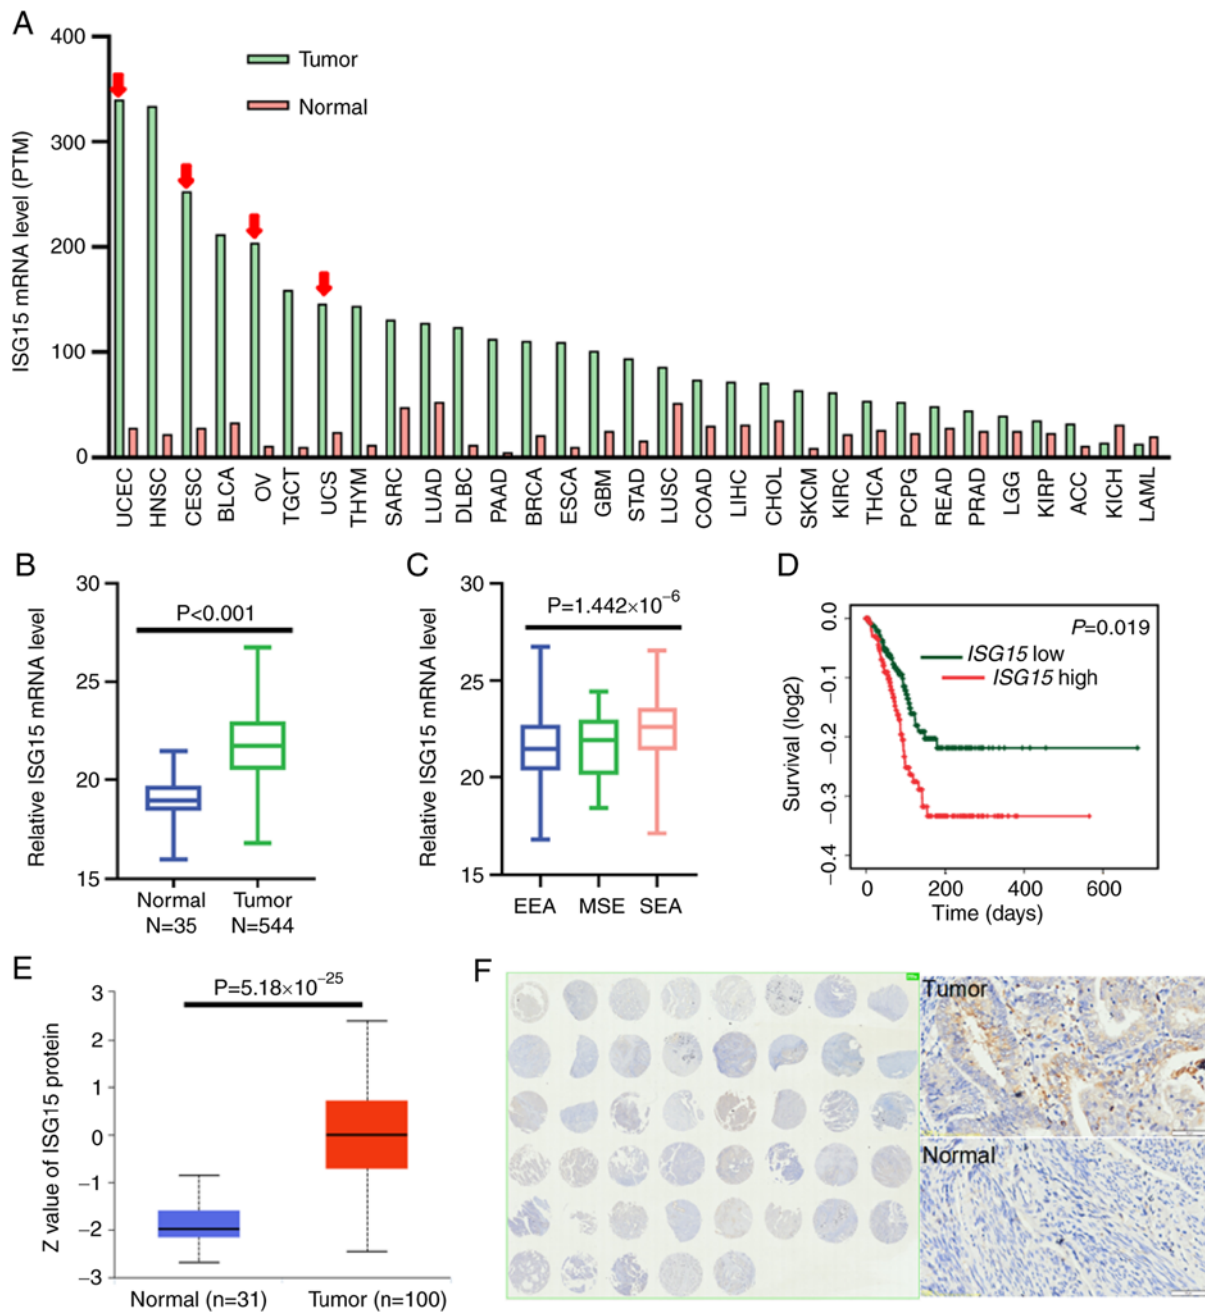 A
400
300
200
100
0
ISG15 mRNA level (PTM)
Tumor
Normal
UCEC
HNSC
CESC
BLCA
OV
TGCT
UCS
THYM
SARC
LUAD
DLBC
PAAD
BRCA
ESCA
GBM
STAD
LUSC
COAD
LIHC
CHOL
SKCM
KIRC
THCA
PCPG
READ
PRAD
LGG
KIRP
ACC
KICH
LAML
B
30
25
20
15
Relative ISG15 mRNA level
P<0.001
Normal
N=35
Tumor
N=544
C
30
25
20
15
Relative ISG15 mRNA level
P=1.442×10−6
EEA
MSE
SEA
D
0.0
−0.1
−0.2
−0.3
−0.4
Survival (log2)
P=0.019
ISG15 low
ISG15 high
0
200
400
600
Time (days)
E
3
2
1
0
−1
−2
−3
Z value of ISG15 protein
P=5.18×10−25
Normal (n=31)
Tumor (n=100)
F
Tumor
Normal